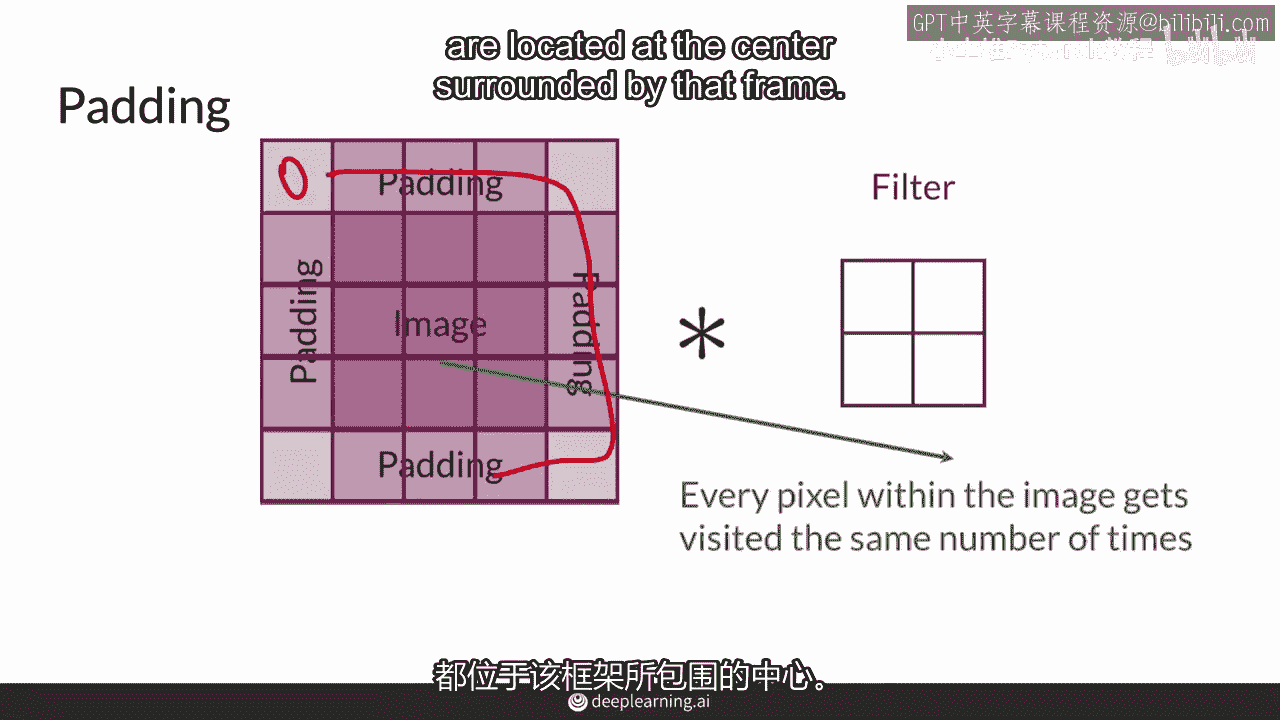 GPT中英字幕课程资源@bilibili.com
are located at the center
surrounded by that frame.
Padding
Padding
Filter
Padding
Padding
Image
*
Padding
Every pixel within the image gets
visited the same number of times
都位于该框架所包围的中心。
deeplearning.ai